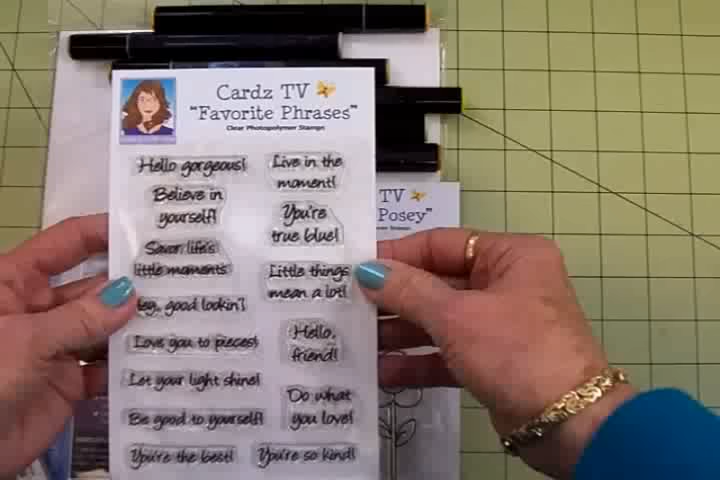 Cardz TV
"Favorite Phrases"
Clear Photopolymer Stamps
Hello gorgeous!
Live in the
moment!
Believe in
yourself!
You're
true blue!
Savor life's
little moments
Little things
mean a lot!
Hey, good lookin'!
Love you to pieces!
Hello,
friend!
Let your light shine!
Do what
you love!
Be good to yourself!
You're the best!
You're so kind!
TV
Posey"